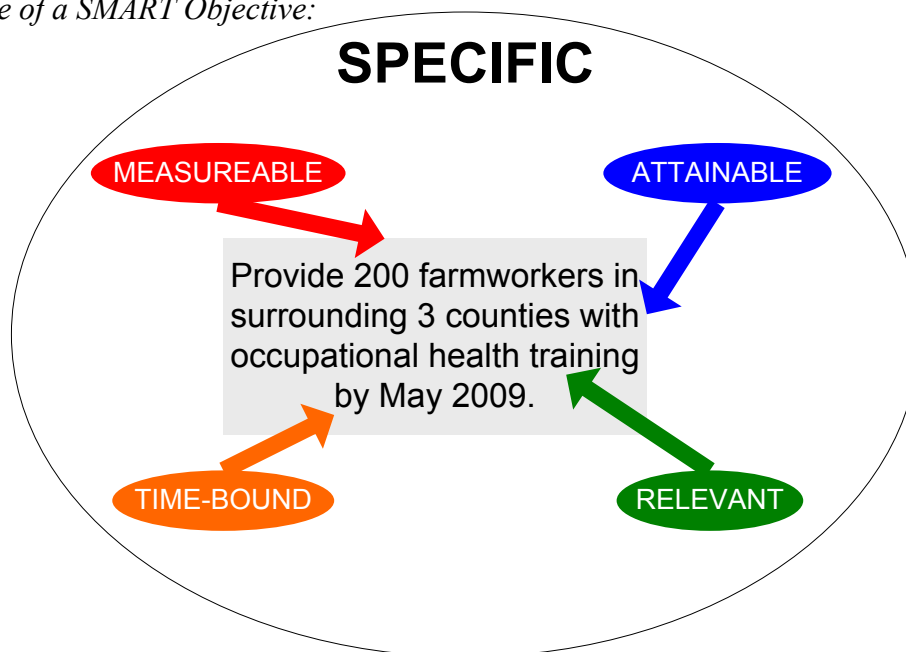 e of a SMART Objective:
SPECIFIC
MEASUREABLE
ATTAINABLE
Provide 200 farmworkers in
surrounding 3 counties with
occupational health training
by May 2009.
TIME-BOUND
RELEVANT